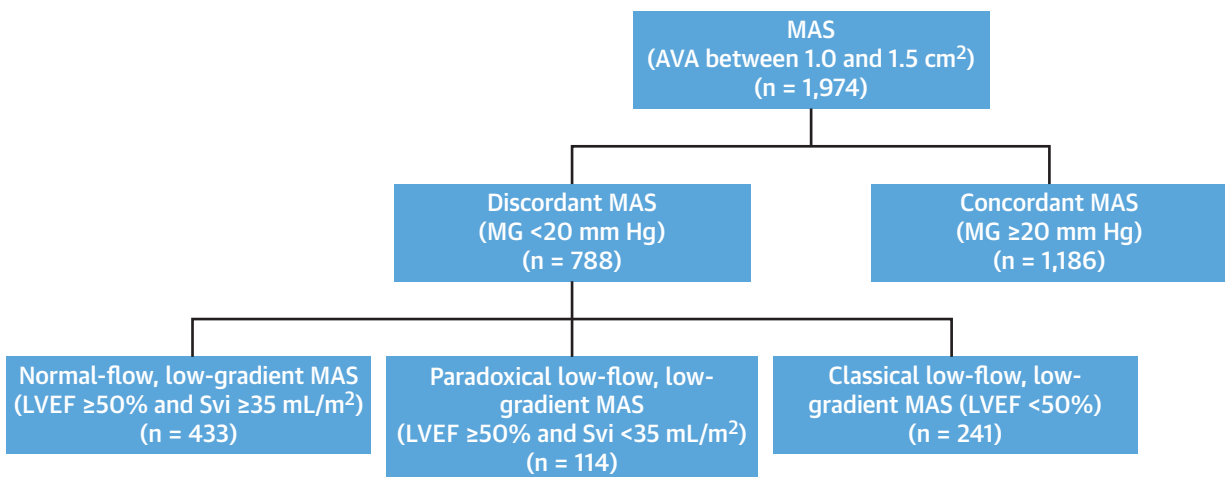 MAS
(AVA between 1.0 and 1.5 cm²)
(n = 1,974)
Discordant MAS
(MG <20 mm Hg)
(n = 788)
Concordant MAS
(MG ≥20 mm Hg)
(n = 1,186)
Normal-flow, low-gradient MAS
(LVEF ≥50% and Svi ≥35 mL/m²)
(n = 433)
Paradoxical low-flow, low-
gradient MAS
(LVEF ≥50% and Svi <35 mL/m²)
(n = 114)
Classical low-flow, low-
gradient MAS (LVEF <50%)
(n = 241)